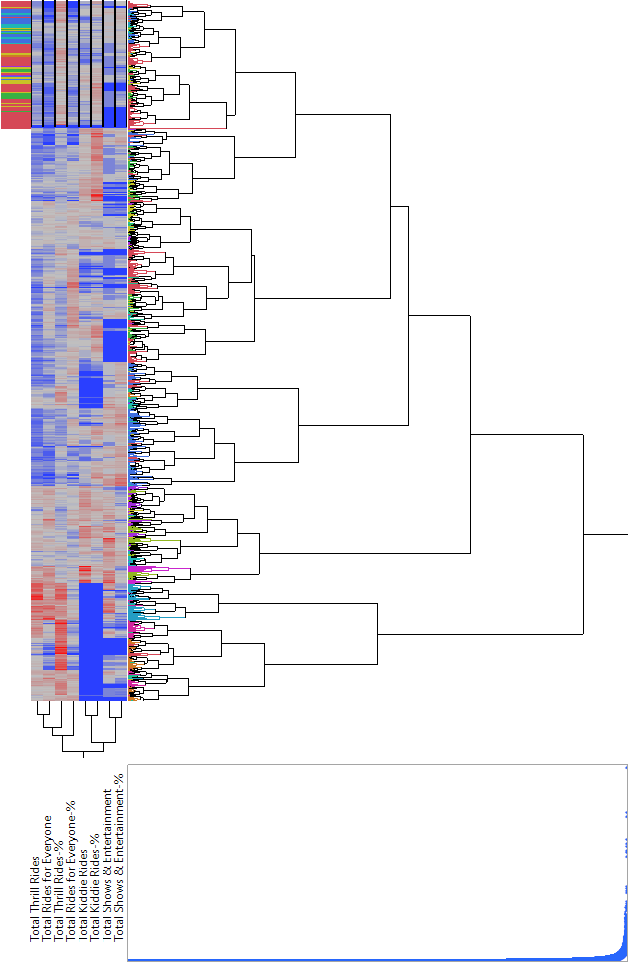 Total Thrill Rides
Total Rides for Everyone
Total Thrill Rides-%
Total Rides for Everyone-%
Total Kiddie Rides
Total Kiddie Rides-%
Total Shows & Entertainment
Total Shows & Entertainment-%